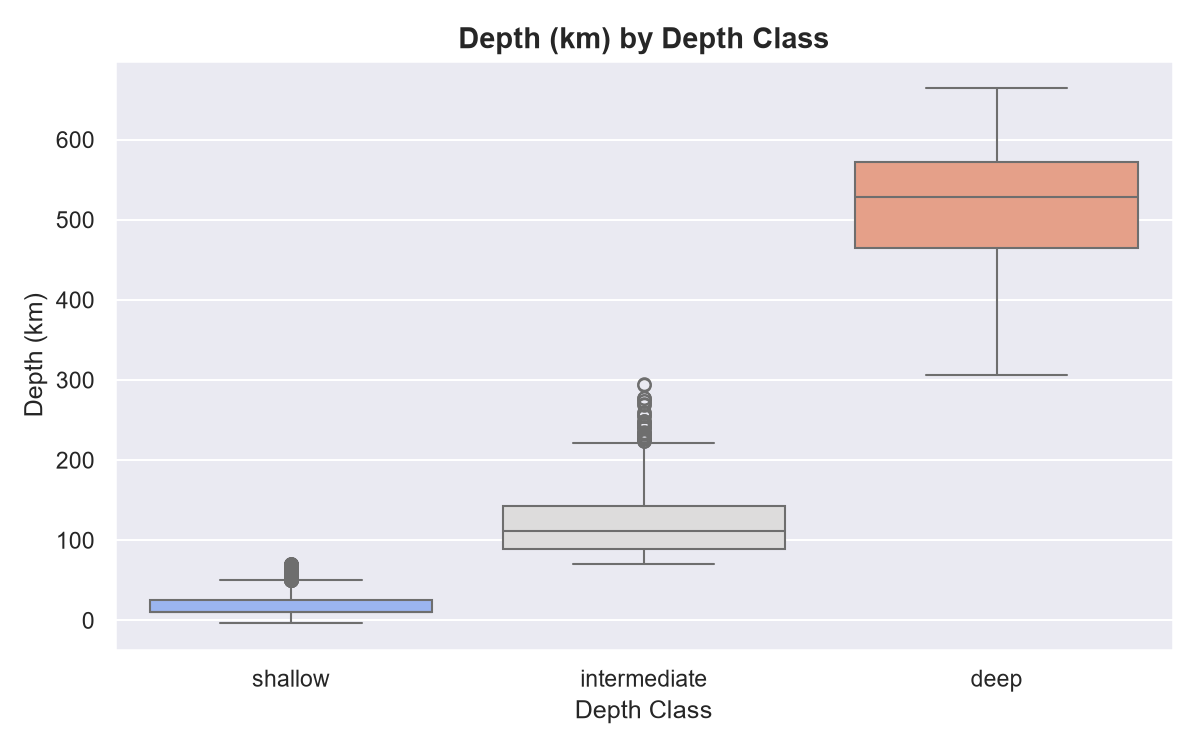 Depth (km) by Depth Class
Depth (km)
600
500
400
300
200
100
0
shallow intermediate deep
Depth Class